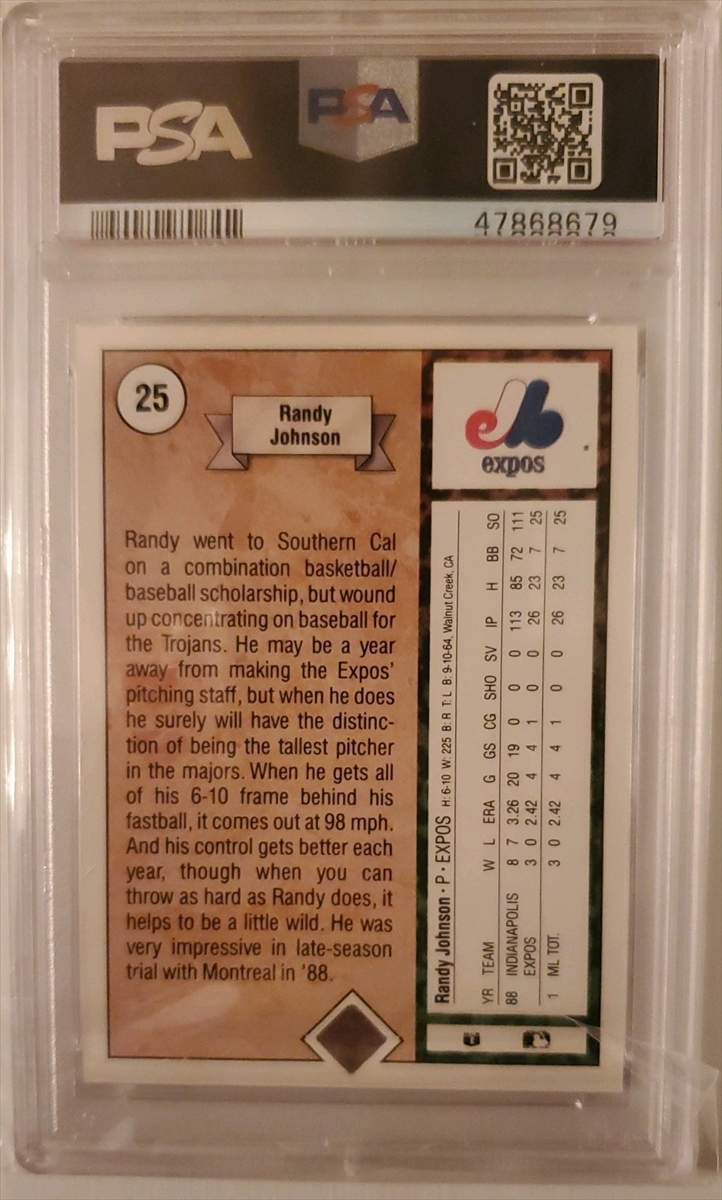 PSA
PSA
47868679
25
Randy
Johnson
expos
Randy went to Southern Cal
on a combination basketball/
baseball scholarship, but wound
up concentrating on baseball for
the Trojans. He may be a year
away from making the Expos'
pitching staff, but when he does
he surely will have the distinc-
tion of being the tallest pitcher
in the majors. When he gets all
of his 6-10 frame behind his
fastball, it comes out at 98 mph.
And his control gets better each
year, though when you can
throw as hard as Randy does, it
helps to be a little wild. He was
very impressive in late-season
trial with Montreal in '88.
Randy Johnson · P · EXPOS H: 6-10 W: 225 B: R T: L B: 9-10-64, Walnut Creek, CA
YR TEAM W L ERA G GS CG SHO SV IP H BB SO
88 INDIANAPOLIS 8 7 3.26 20 19 0 0 0 113 85 72 111
EXPOS 3 0 2.42 4 4 1 0 0 26 23 7 25
1 ML TOT. 3 0 2.42 4 4 1 0 0 26 23 7 25